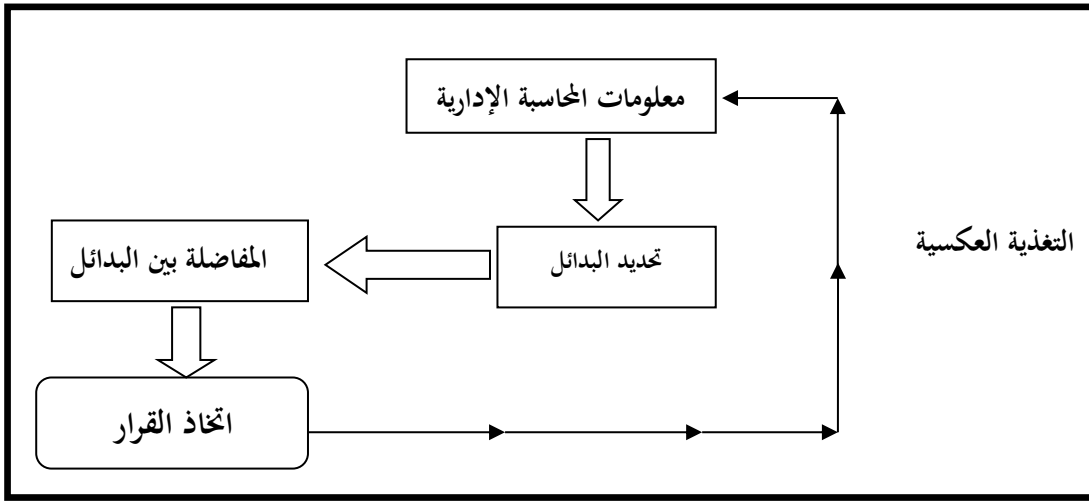 معلومات المحاسبة الإدارية
تحديد البدائل
المفاضلة بين البدائل
التغذية العكسية
اتخاذ القرار